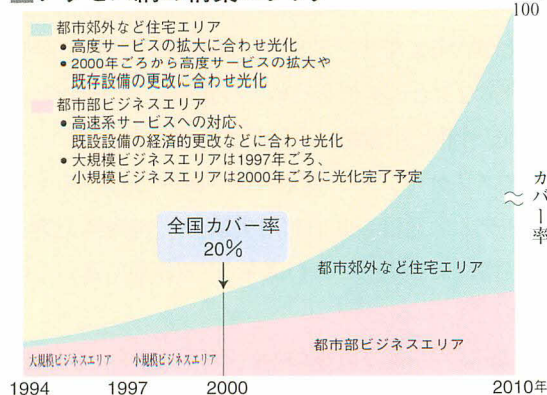 100
都市郊外など住宅エリア
●高度サービスの拡大に合わせ光化
●2000年ごろから高度サービスの拡大や
既存設備の更改に合わせ光化
都市部ビジネスエリア
●高速系サービスへの対応、
既設設備の経済的更改などに合わせ光化
●大規模ビジネスエリアは1997年ごろ、
小規模ビジネスエリアは2000年ごろに光化完了予定
カバー率
全国カバー率
20%
都市郊外など住宅エリア
都市部ビジネスエリア
大規模ビジネスエリア 小規模ビジネスエリア
1994 1997 2000 2010年